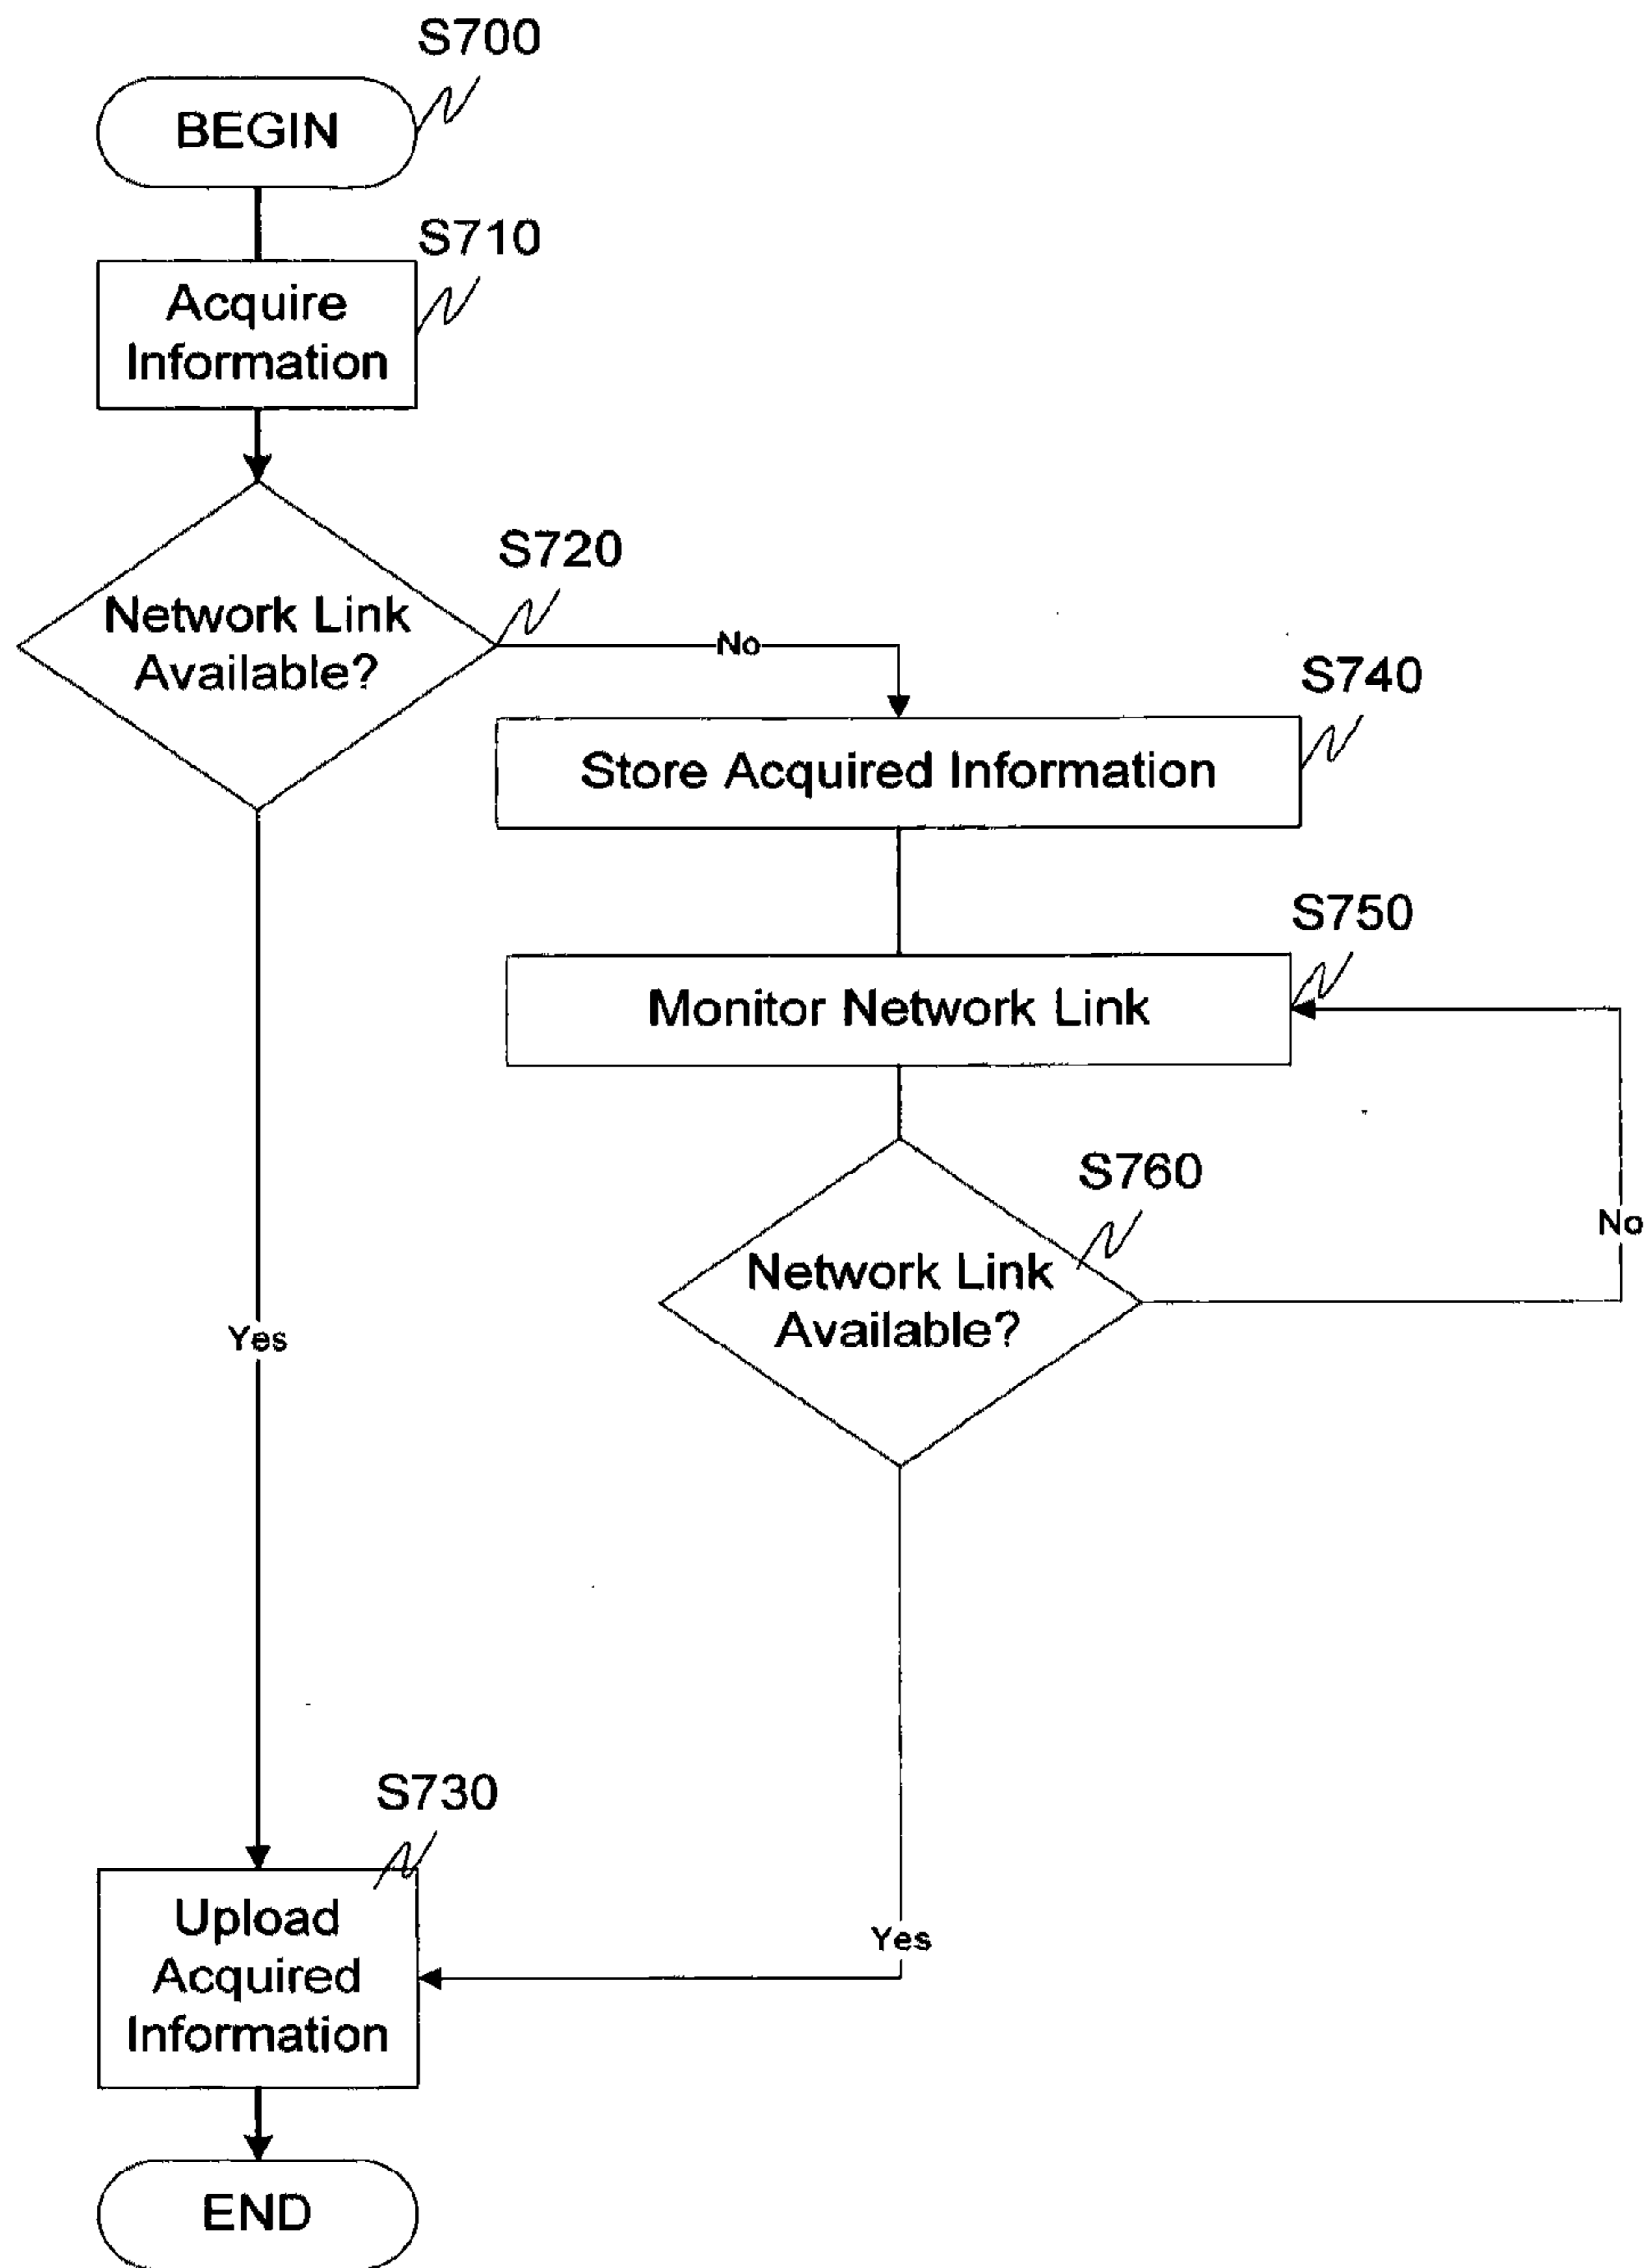 S700
BEGIN
S710
Acquire
Information
S720
Network Link
Available?
No
S740
Store Acquired Information
S750
Monitor Network Link
S760
Network Link
Available?
No
Yes
S730
Upload
Acquired
Information
Yes
END